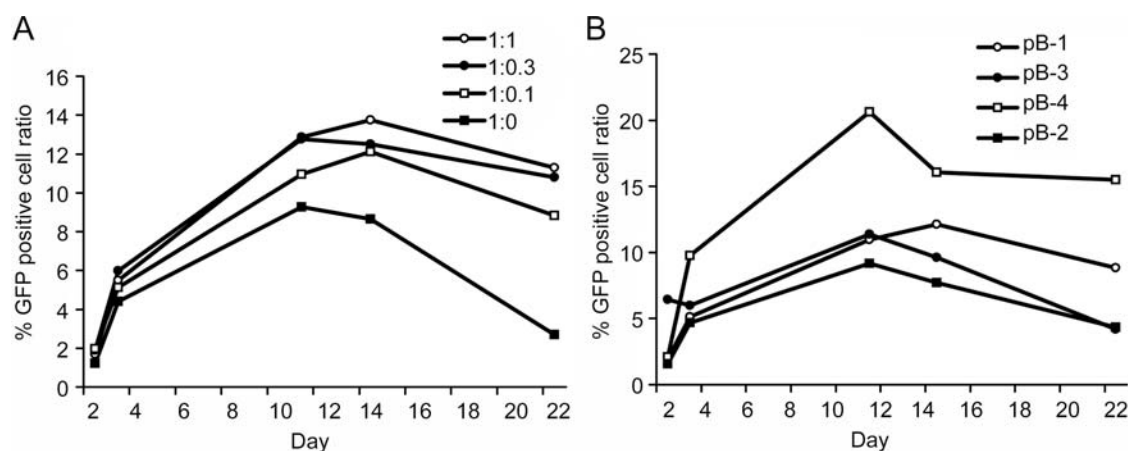 A
1:1
1:0.3
1:0.1
1:0
% GFP positive cell ratio
16
14
12
10
8
6
4
2
0
2 4 6 8 10 12 14 16 18 20 22
Day
B
pB-1
pB-3
pB-4
pB-2
% GFP positive cell ratio
25
20
15
10
5
0
2 4 6 8 10 12 14 16 18 20 22
Day